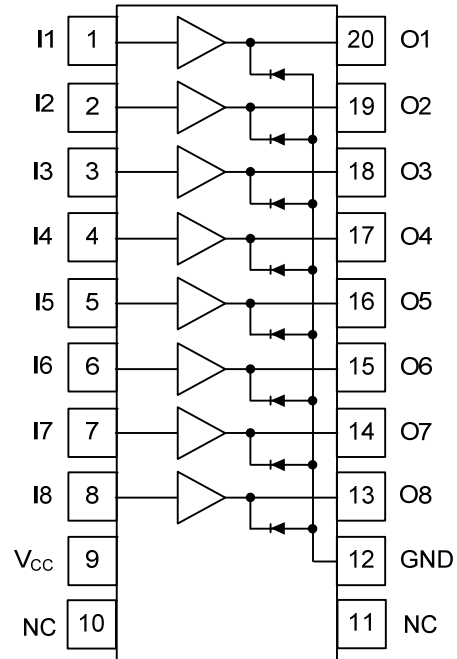 I1 1 20 O1
I2 2 19 O2
I3 3 18 O3
I4 4 17 O4
I5 5 16 O5
I6 6 15 O6
I7 7 14 O7
I8 8 13 O8
VCC 9 12 GND
NC 10 11 NC